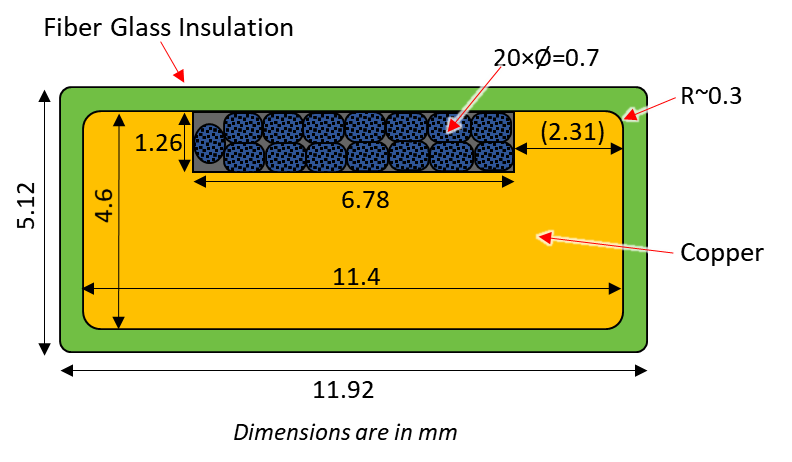 Fiber Glass Insulation
20×Ø=0.7
R~0.3
1.26
(2.31)
6.78
4.6
5.12
Copper
11.4
11.92
Dimensions are in mm